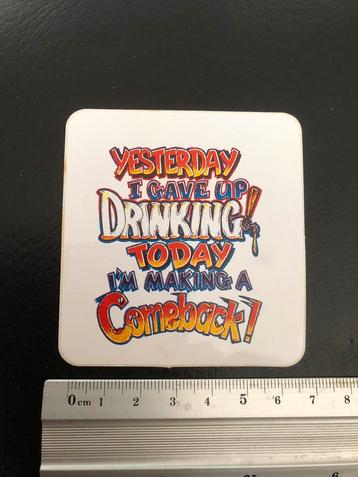 YESTERDAY
I GAVE UP
DRINKING!
TODAY
I'M MAKING A
Comeback!
0cm 1 2 3 4 5 6 7 8